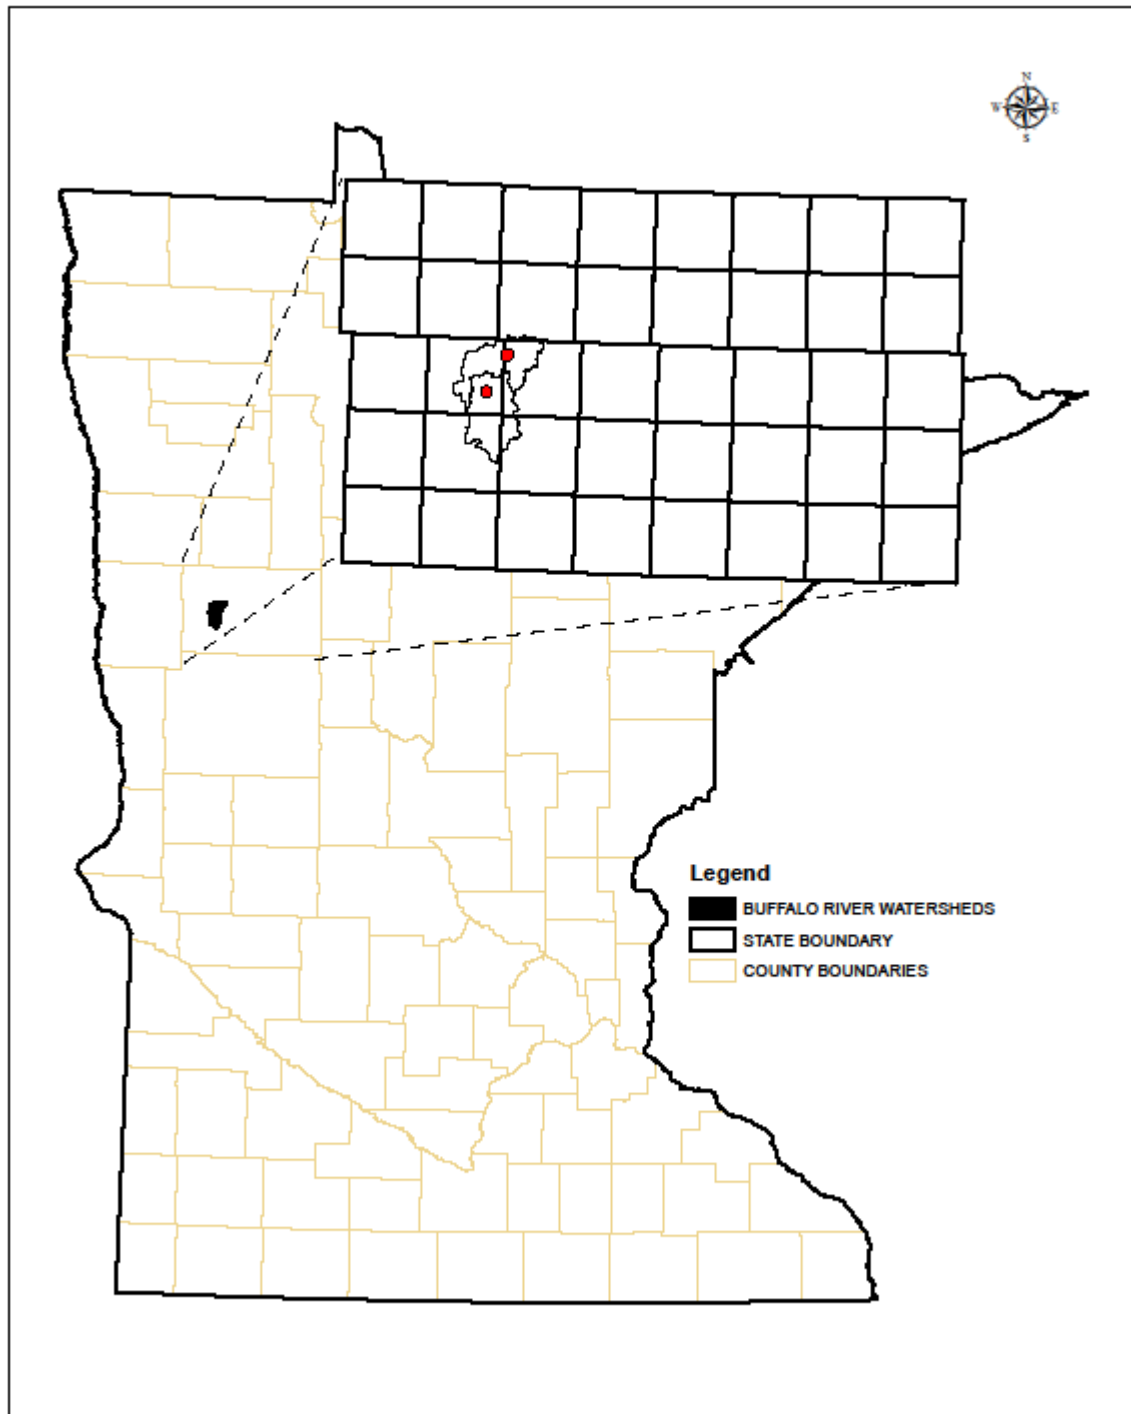 N
W E
S
Legend
BUFFALO RIVER WATERSHEDS
STATE BOUNDARY
COUNTY BOUNDARIES